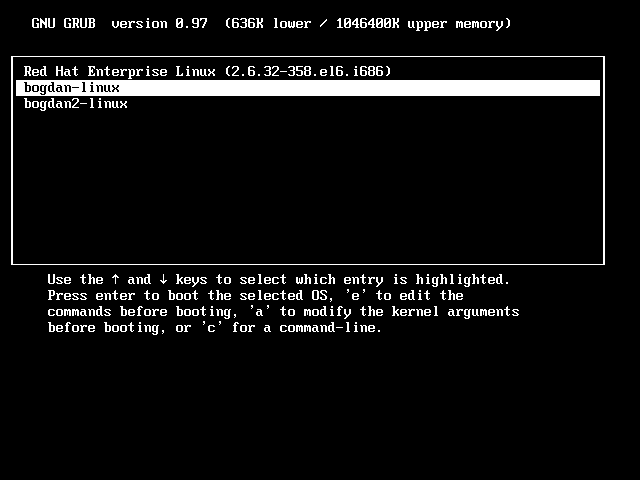 GNU GRUB  version 0.97  (636K lower / 1046400K upper memory)
Red Hat Enterprise Linux (2.6.32-358.el6.i686)
bogdan-linux
bogdan2-linux
Use the ↑ and ↓ keys to select which entry is highlighted.
Press enter to boot the selected OS, 'e' to edit the
commands before booting, 'a' to modify the kernel arguments
before booting, or 'c' for a command-line.